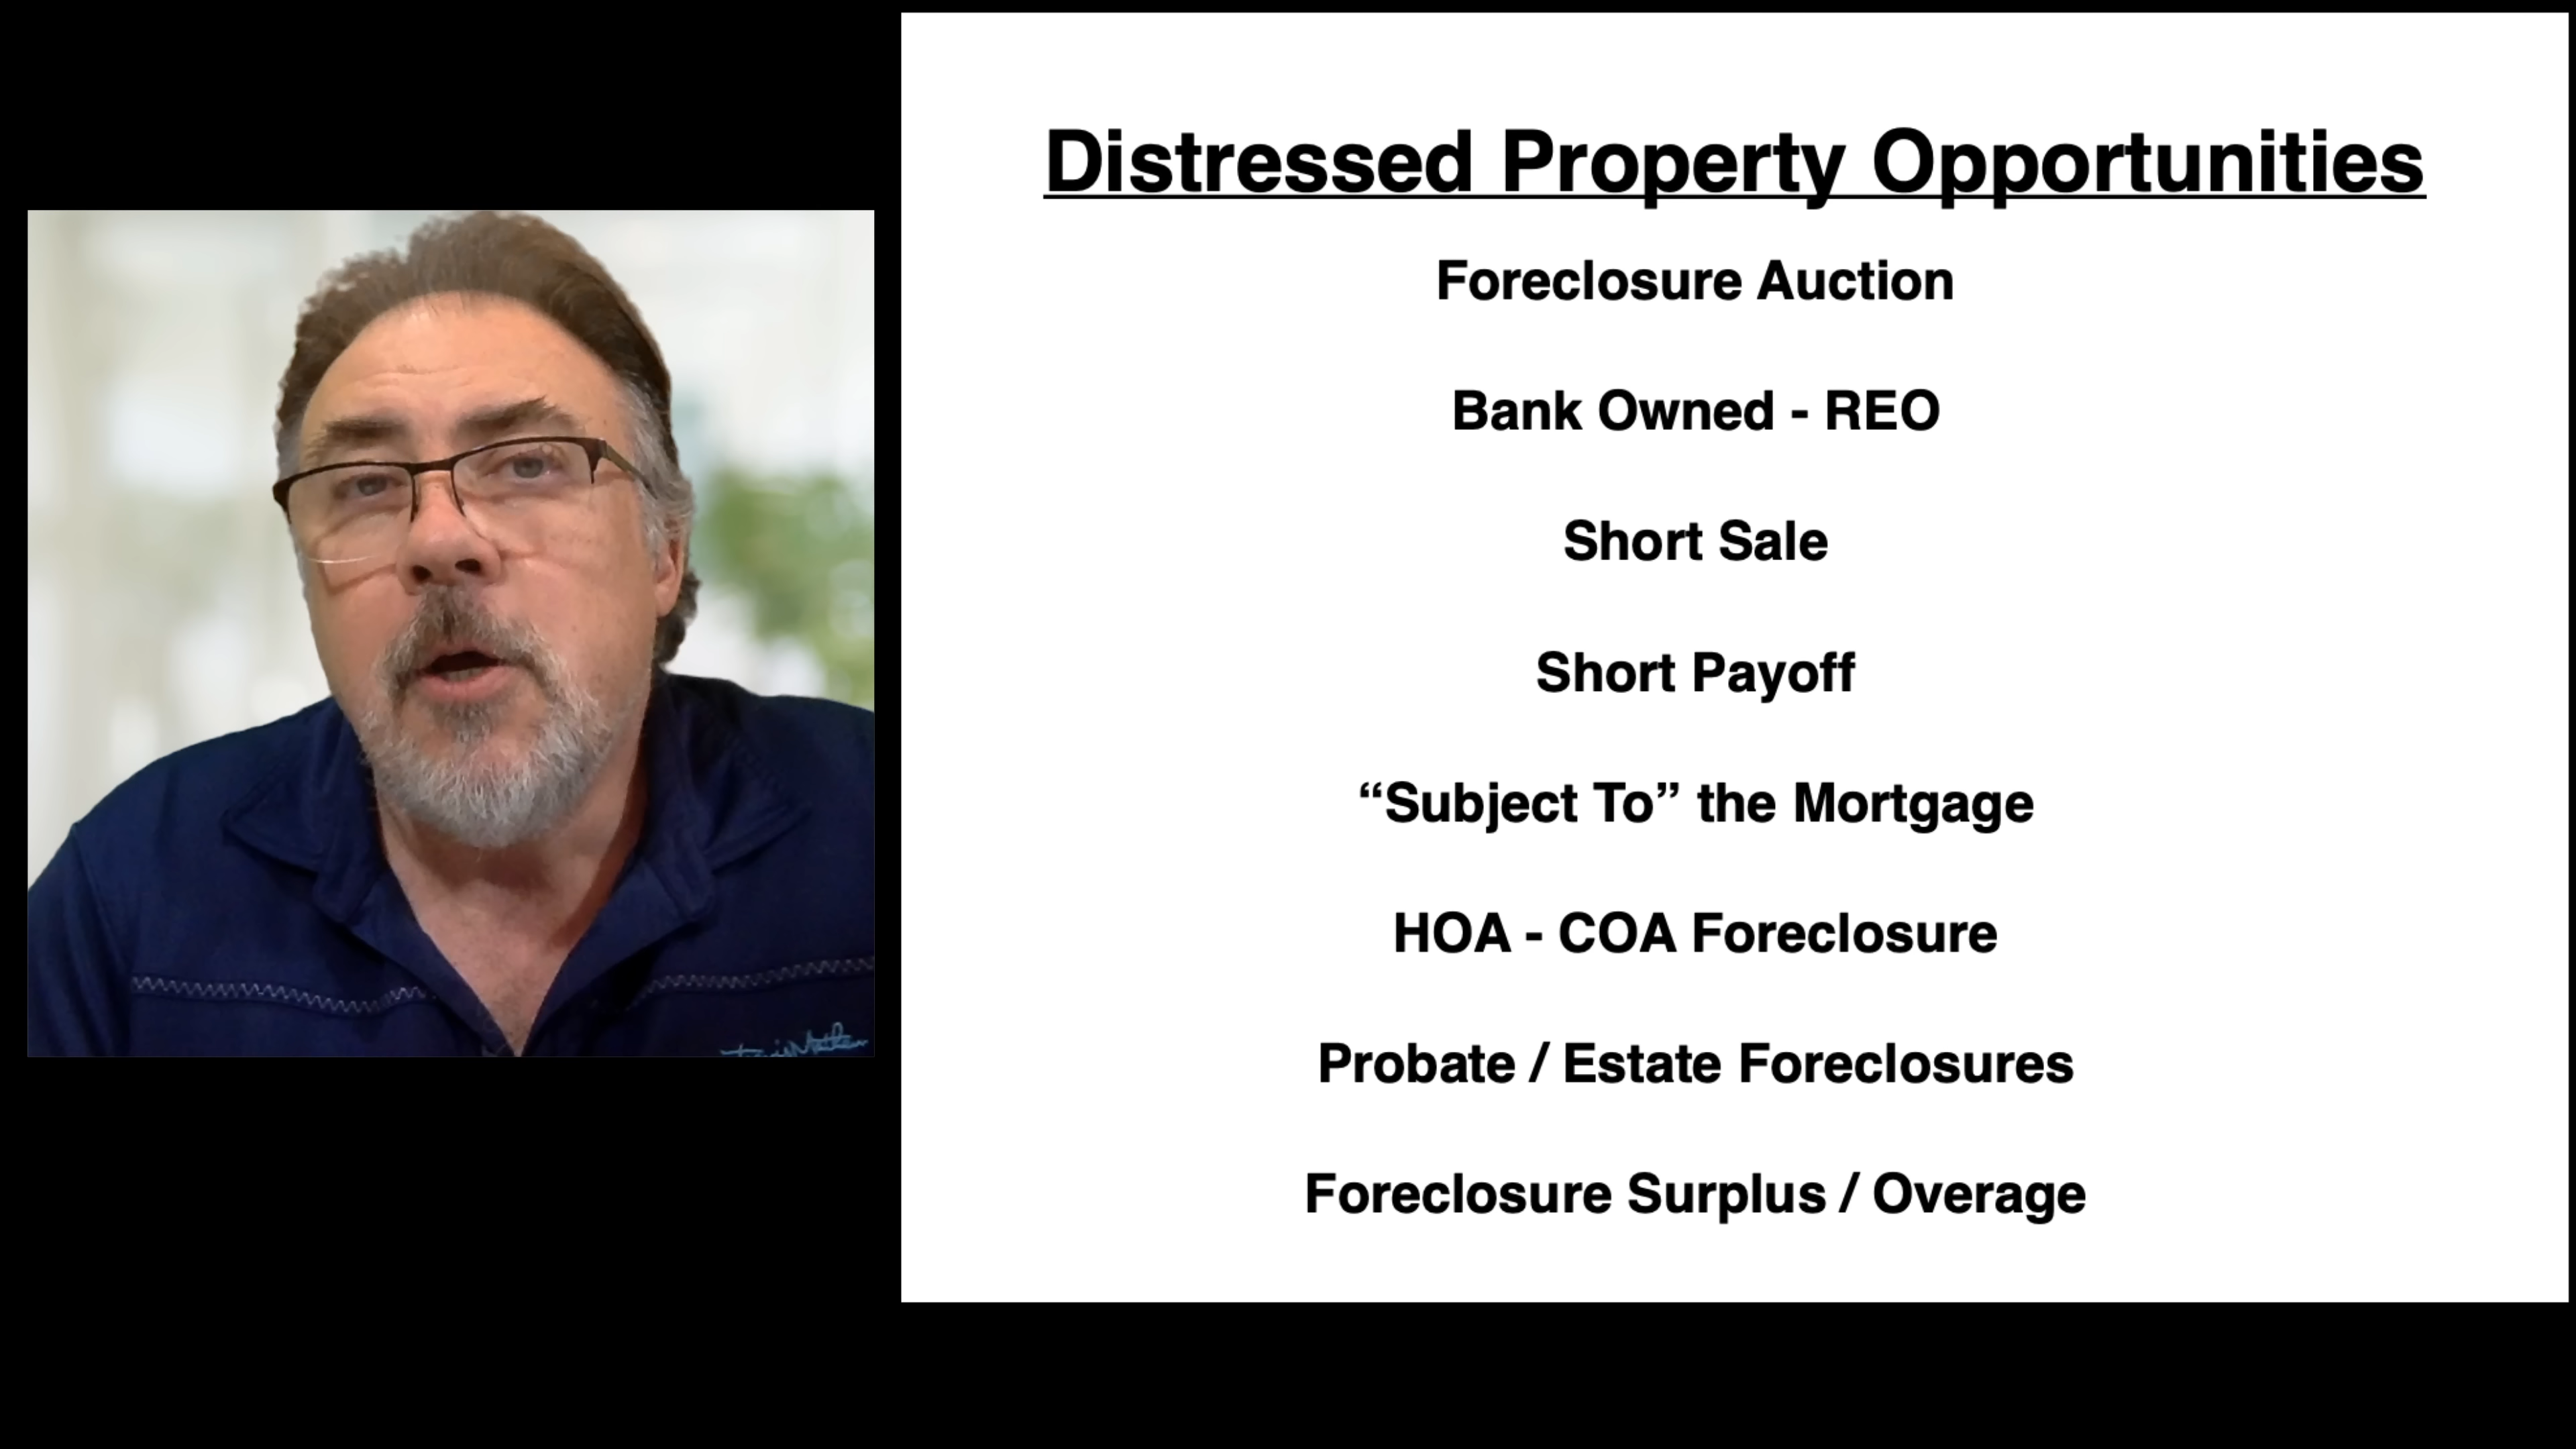 Distressed Property Opportunities
Foreclosure Auction
Bank Owned - REO
Short Sale
Short Payoff
“Subject To” the Mortgage
HOA - COA Foreclosure
Probate / Estate Foreclosures
Foreclosure Surplus / Overage